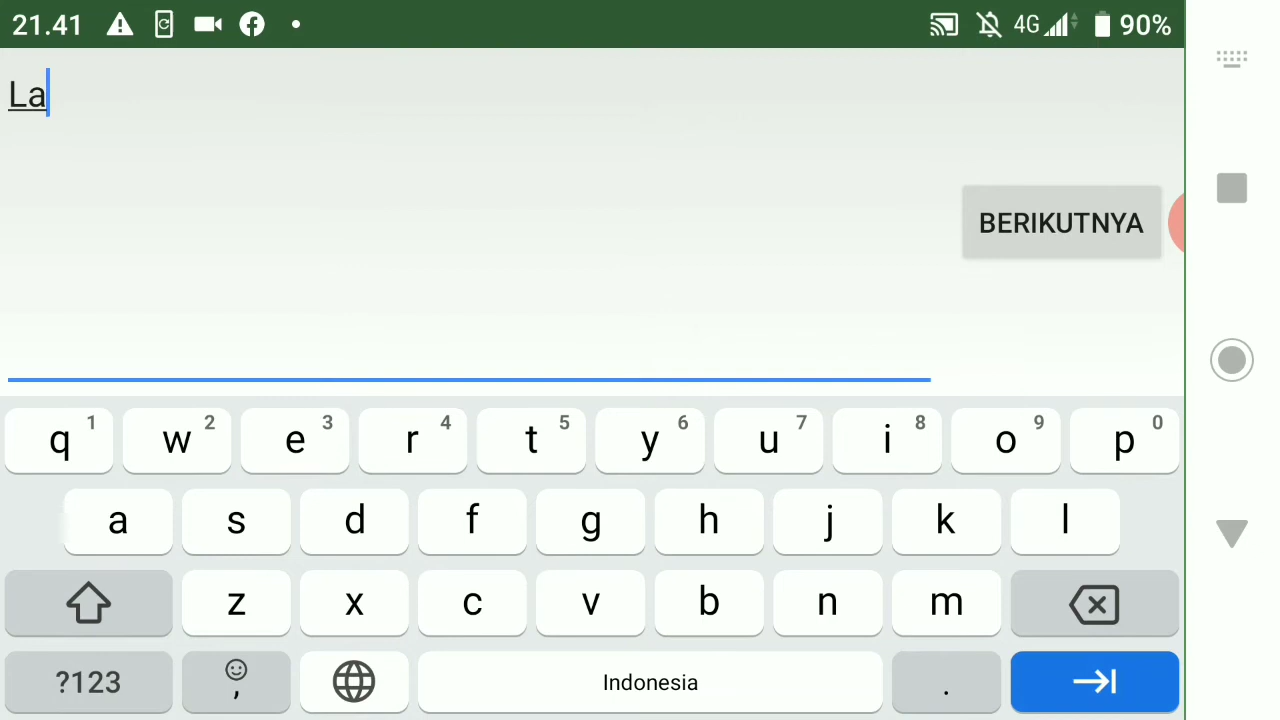 21.41 4G 90%
La
BERIKUTNYA
q 1 w 2 e 3 r 4 t 5 y 6 u 7 i 8 o 9 p 0
a s d f g h j k l
z x c v b n m
?123 , Indonesia .